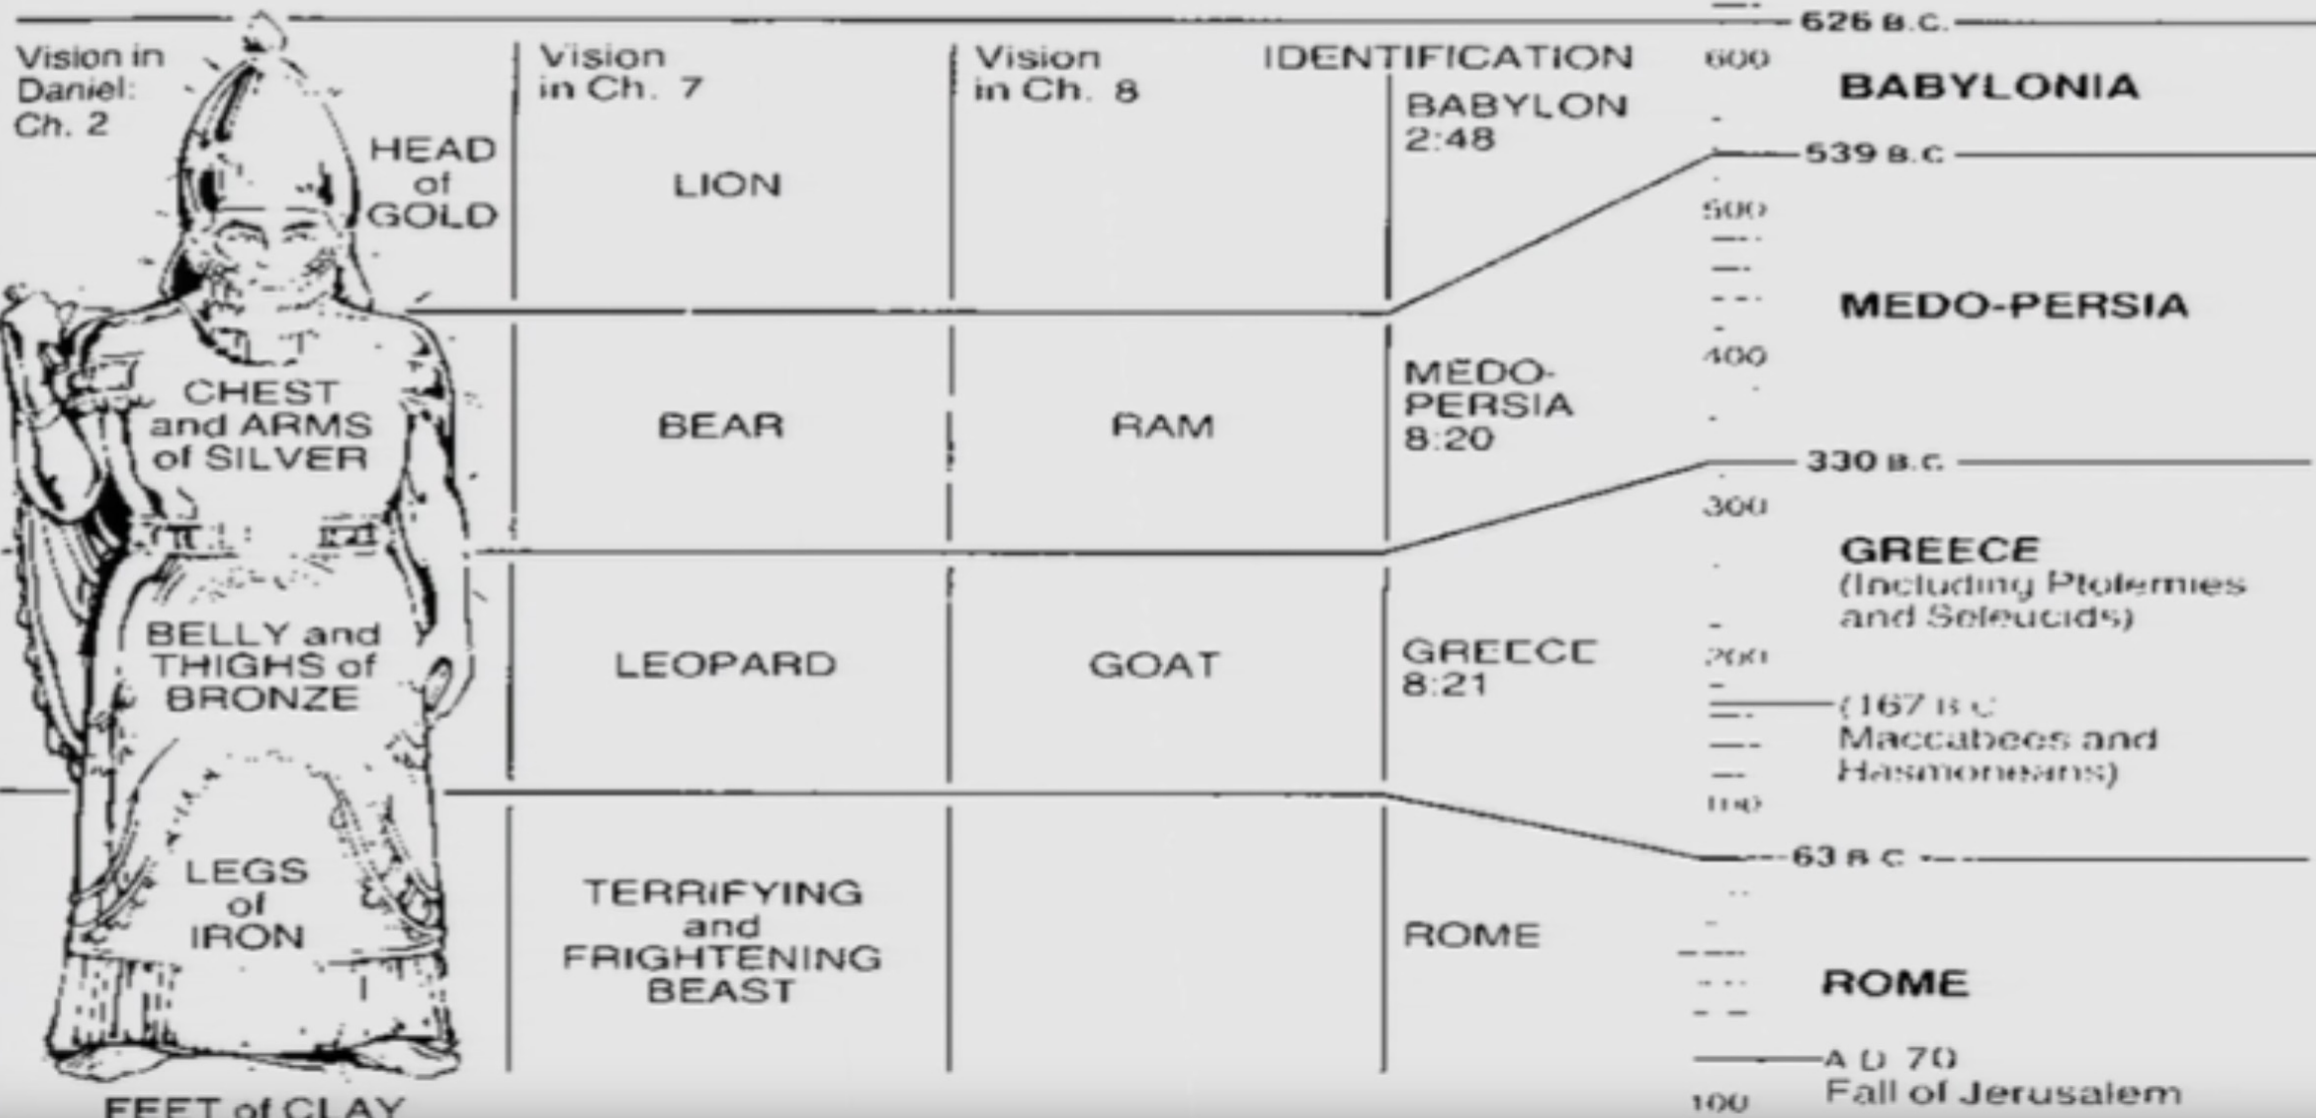 Vision in
Daniel:
Ch. 2
HEAD
of
GOLD
Vision
in Ch. 7
LION
Vision
in Ch. 8
IDENTIFICATION
BABYLON
2:48
626 B.C.
600
BABYLONIA
539 B.C
500
CHEST
and ARMS
of SILVER
BEAR
RAM
MEDO-
PERSIA
8:20
MEDO-PERSIA
400
330 B.C.
300
BELLY and
THIGHS of
BRONZE
LEOPARD
GOAT
GREECE
8:21
GREECE
(Including Ptolemies
and Seleucids)
200
(167 B C
Maccabees and
Hasmoneans)
100
63 B C
LEGS
of
IRON
TERRIFYING
and
FRIGHTENING
BEAST
ROME
ROME
A D 70
Fall of Jerusalem
100
FEET of CLAY